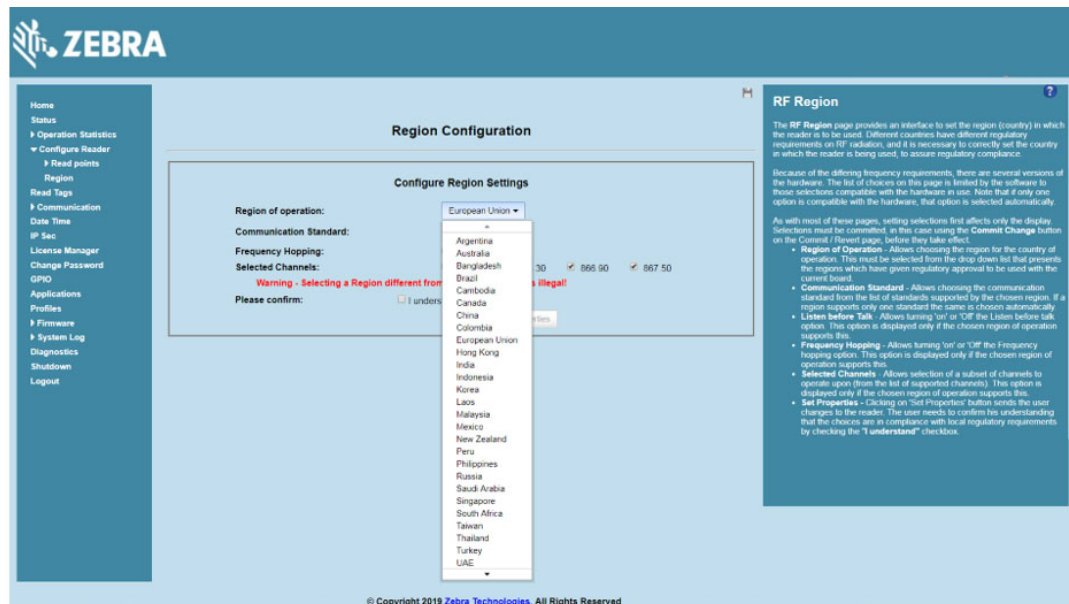 ZEBRA
Home
Status
Operation Statistics
Configure Reader
Read points
Region
Read Tags
Communication
Date Time
IP Sec
License Manager
Change Password
GPIO
Applications
Profiles
Firmware
System Log
Diagnostics
Shutdown
Logout
Region Configuration
Configure Region Settings
Region of operation:
European Union
Communication Standard:
Frequency Hopping:
Selected Channels:
30
866.90
867.50
Warning - Selecting a Region different from
illegal!
Please confirm:
I unders
Argentina
Australia
Bangladesh
Brazil
Cambodia
Canada
China
Colombia
European Union
Hong Kong
India
Indonesia
Korea
Laos
Malaysia
Mexico
New Zealand
Peru
Philippines
Russia
Saudi Arabia
Singapore
South Africa
Taiwan
Thailand
Turkey
UAE
RF Region
?
The RF Region page provides an interface to set the region (country) in which
the reader is to be used. Different countries have different regulatory
requirements on RF radiation, and it is necessary to correctly set the country
in which the reader is being used, to assure regulatory compliance.
Because of the differing frequency requirements, there are several versions of
the hardware. The list of choices on this page is limited by the software to
those selections compatible with the hardware in use. Note that if only one
option is compatible with the hardware, that option is selected automatically.
As with most of these pages, setting selections first affects only the display.
Selections must be committed, in this case using the Commit Change button
on the Commit / Revert page, before they take effect.
• Region of Operation - Allows choosing the region for the country of
operation. This must be selected from the drop down list that presents
the regions which have given regulatory approval to be used with the
current board.
• Communication Standard - Allows choosing the communication
standard from the list of standards supported by the chosen region. If a
region supports only one standard the same is chosen automatically
• Listen before Talk - Allows turning 'on' or 'Off' the Listen before talk
option. This option is displayed only if the chosen region of operation
supports this.
• Frequency Hopping - Allows turning 'on' or 'Off' the Frequency
hopping option. This option is displayed only if the chosen region of
operation supports this.
• Selected Channels - Allows selection of a subset of channels to
operate upon (from the list of supported channels). This option is
displayed only if the chosen region of operation supports this.
• Set Properties - Clicking on 'Set Properties' button sends the user
changes to the reader. The user needs to confirm his understanding
that the choices are in compliance with local regulatory requirements
by checking the "I understand" checkbox.
© Copyright 2019 Zebra Technologies. All Rights Reserved